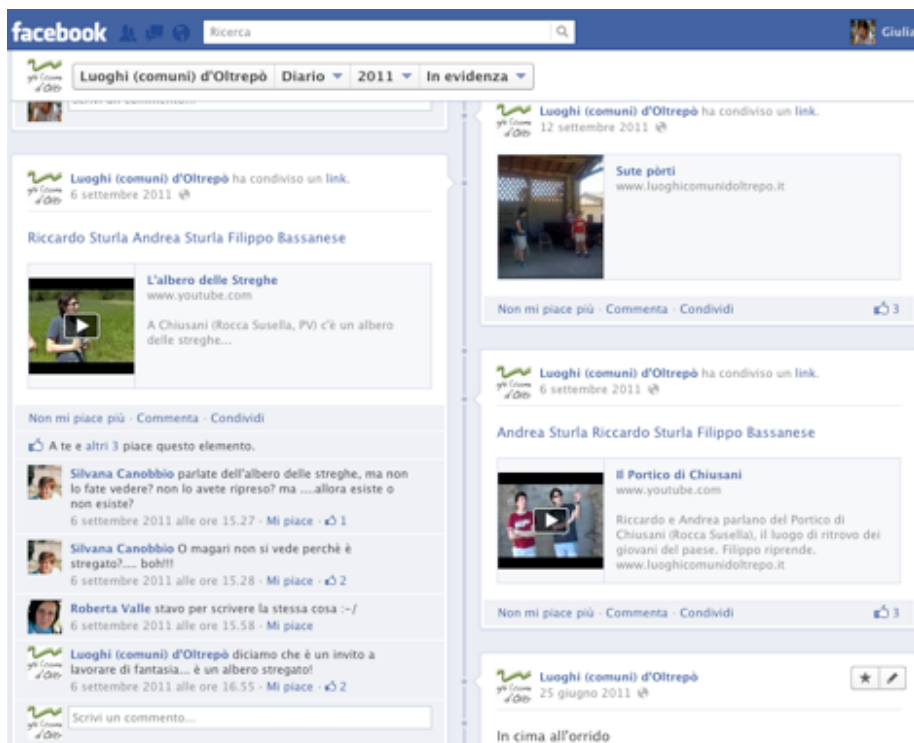 facebook Ricerca Giulia
Luoghi (comuni) d'Oltrepò Diario 2011 In evidenza
Scrivi un commento...
Luoghi (comuni) d'Oltrepò ha condiviso un link.
6 settembre 2011
Riccardo Sturla Andrea Sturla Filippo Bassanese
L'albero delle Streghe
www.youtube.com
A Chiusani (Rocca Susella, PV) c'è un albero
delle streghe...
Non mi piace più · Commenta · Condividi
A te e altri 3 piace questo elemento.
Silvana Canobbio parlate dell'albero delle streghe, ma non
lo fate vedere? non lo avete ripreso? ma ....allora esiste o
non esiste?
6 settembre 2011 alle ore 15.27 · Mi piace · 1
Silvana Canobbio O magari non si vede perchè è
stregato?.... boh!!!
6 settembre 2011 alle ore 15.28 · Mi piace · 2
Roberta Valle stavo per scrivere la stessa cosa :-/
6 settembre 2011 alle ore 15.58 · Mi piace
Luoghi (comuni) d'Oltrepò diciamo che è un invito a
lavorare di fantasia... è un albero stregato!
6 settembre 2011 alle ore 16.55 · Mi piace · 2
Scrivi un commento...
Luoghi (comuni) d'Oltrepò ha condiviso un link.
12 settembre 2011
Sute pòrti
www.luoghicomunidoltrepo.it
Non mi piace più · Commenta · Condividi 3
Luoghi (comuni) d'Oltrepò ha condiviso un link.
6 settembre 2011
Andrea Sturla Riccardo Sturla Filippo Bassanese
Il Portico di Chiusani
www.youtube.com
Riccardo e Andrea parlano del Portico di
Chiusani (Rocca Susella), il luogo di ritrovo dei
giovani del paese. Filippo riprende.
www.luoghicomunidoltrepo.it
Non mi piace più · Commenta · Condividi 3
Luoghi (comuni) d'Oltrepò
25 giugno 2011
In cima all'orrido